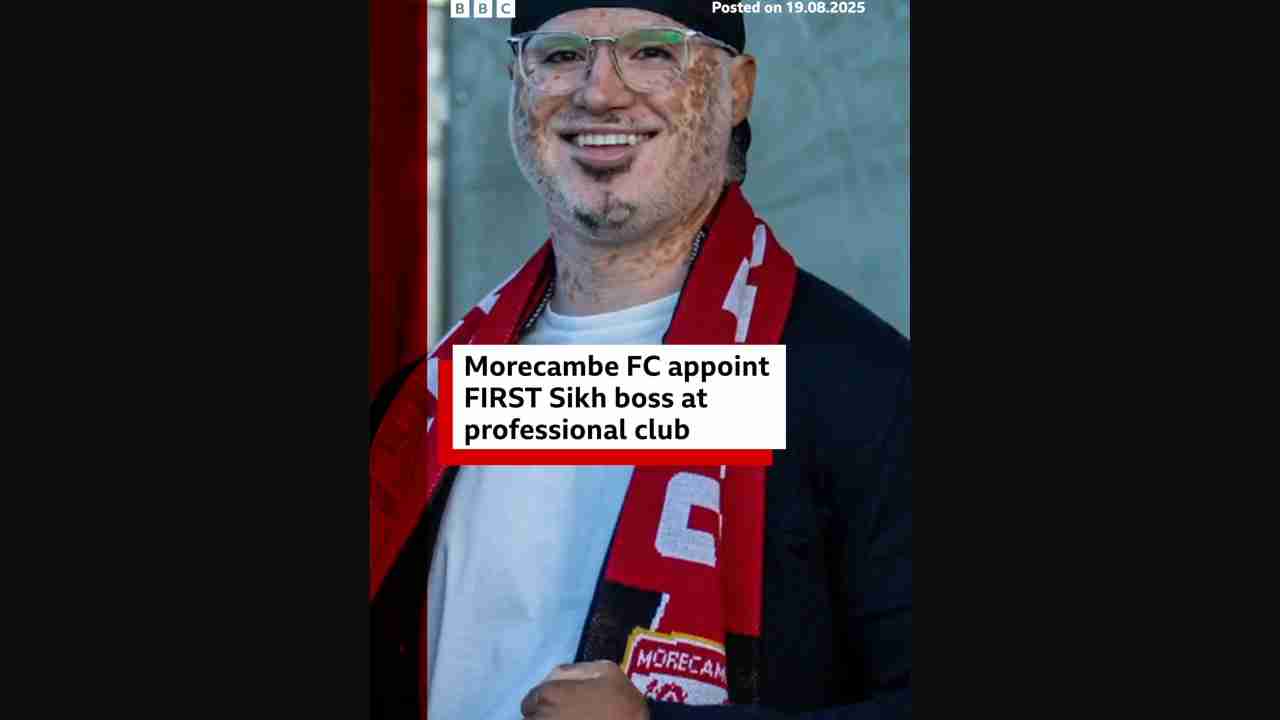 BBC
Posted on 19.08.2025
Morecambe FC appoint
FIRST Sikh boss at
professional club
MORECAM